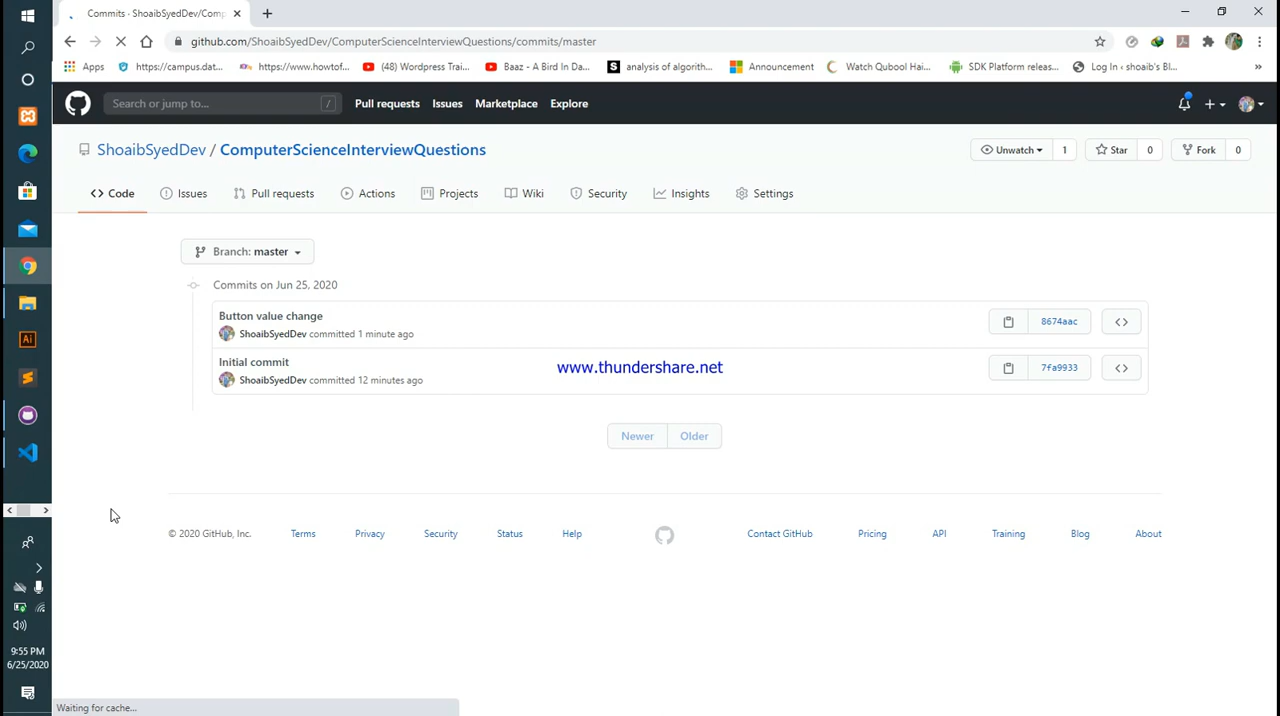 Commits · ShoaibSyedDev/Comp
github.com/ShoaibSyedDev/ComputerScienceInterviewQuestions/commits/master
Apps https://campus.dat... https://www.howtof... (48) Wordpress Trai... Baaz - A Bird In Da... analysis of algorith... Announcement Watch Qubool Hai... SDK Platform releas... Log In ‹ shoaib's Bl... »
Search or jump to... / Pull requests Issues Marketplace Explore
ShoaibSyedDev / ComputerScienceInterviewQuestions Unwatch 1 Star 0 Fork 0
Code Issues Pull requests Actions Projects Wiki Security Insights Settings
Branch: master
Commits on Jun 25, 2020
Button value change
ShoaibSyedDev committed 1 minute ago 8674aac
Initial commit
ShoaibSyedDev committed 12 minutes ago 7fa9933
www.thundershare.net
Newer Older
© 2020 GitHub, Inc. Terms Privacy Security Status Help Contact GitHub Pricing API Training Blog About
Ai
9:55 PM
6/25/2020
Waiting for cache...